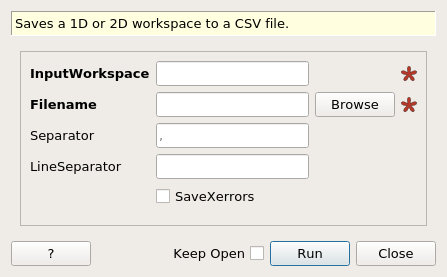 Saves a 1D or 2D workspace to a CSV file.
InputWorkspace
Filename Browse
Separator ,
LineSeparator
SaveXerrors
? Keep Open Run Close